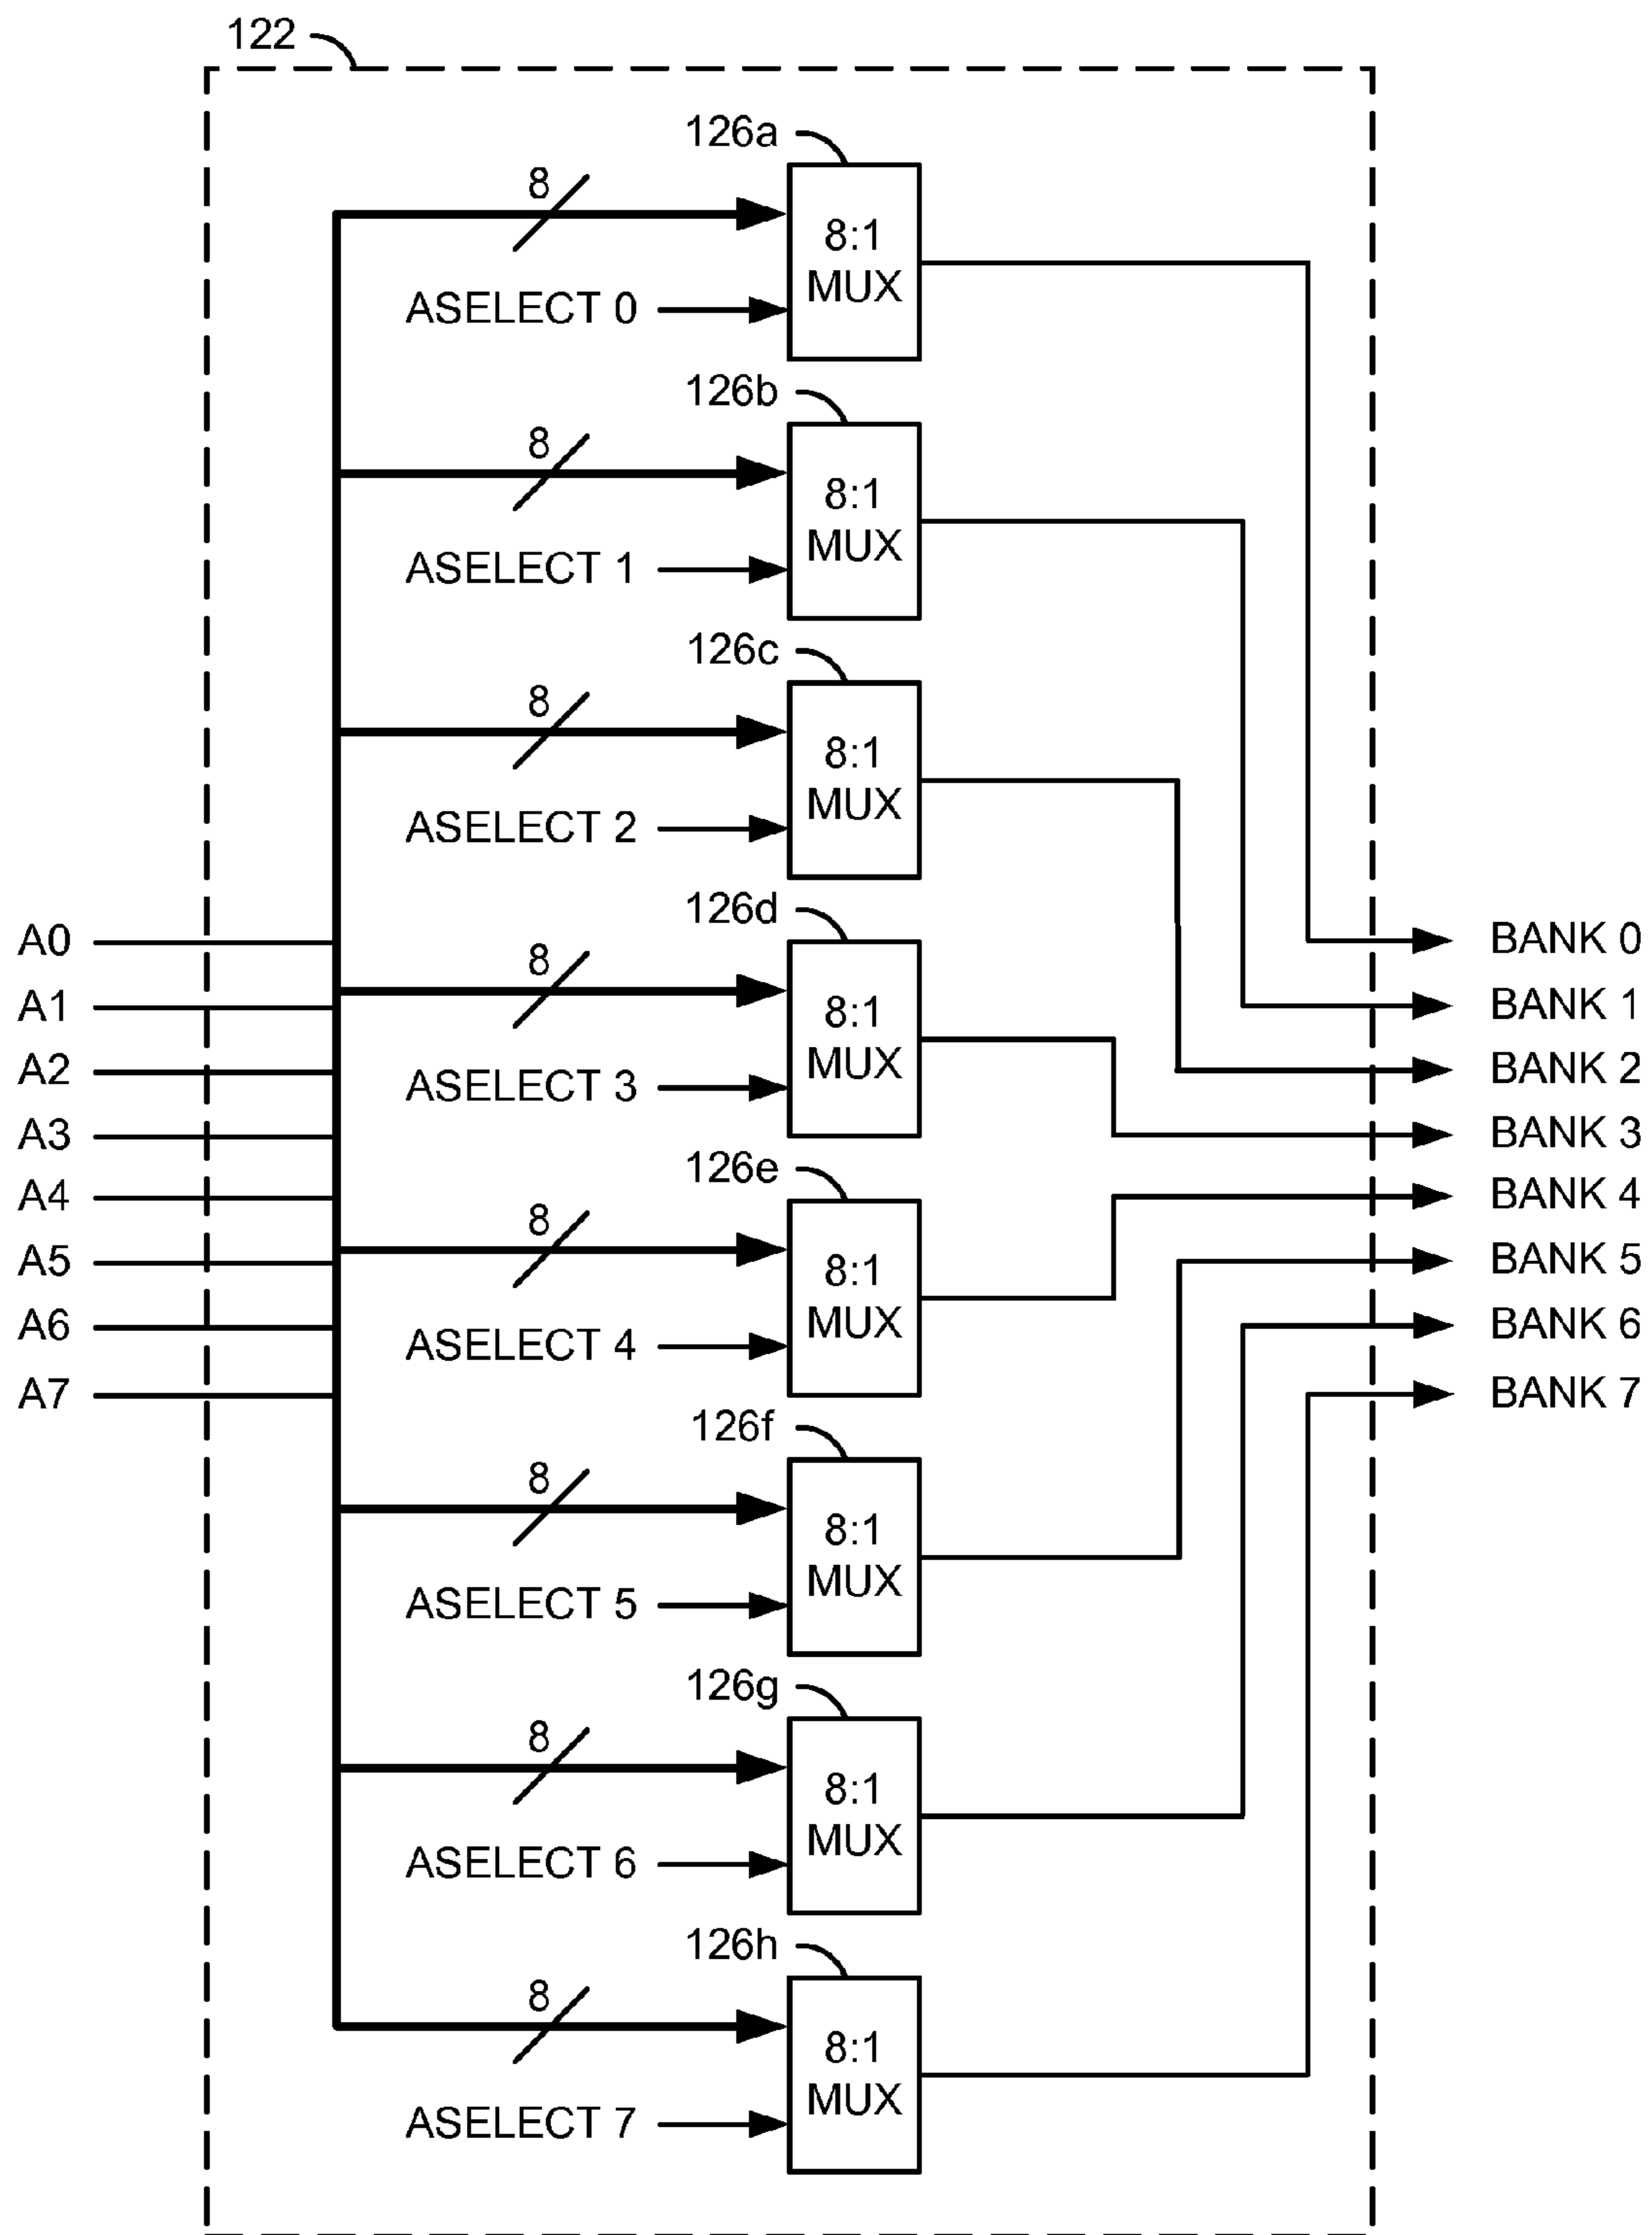 122
126a
8
8:1
MUX
ASELECT 0
126b
8
8:1
MUX
ASELECT 1
126c
8
8:1
MUX
ASELECT 2
126d
8
8:1
MUX
ASELECT 3
126e
8
8:1
MUX
ASELECT 4
126f
8
8:1
MUX
ASELECT 5
126g
8
8:1
MUX
ASELECT 6
126h
8
8:1
MUX
ASELECT 7
A0
A1
A2
A3
A4
A5
A6
A7
BANK 0
BANK 1
BANK 2
BANK 3
BANK 4
BANK 5
BANK 6
BANK 7